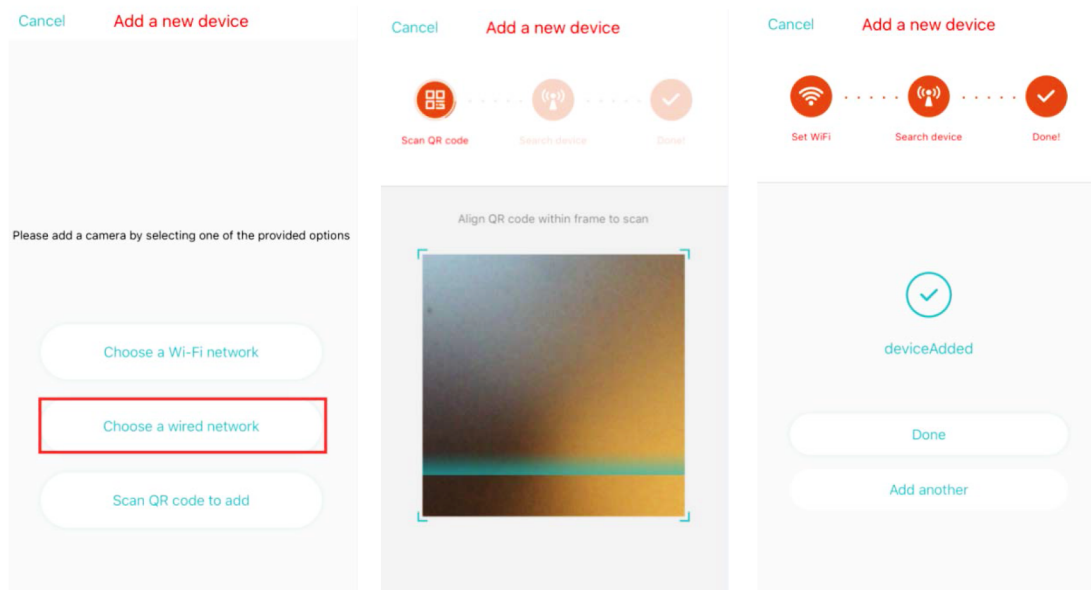 Cancel
Add a new device
Please add a camera by selecting one of the provided options
Choose a Wi-Fi network
Choose a wired network
Scan QR code to add
Cancel
Add a new device
Scan QR code
Search device
Done!
Align QR code within frame to scan
Cancel
Add a new device
Set WiFi
Search device
Done!
deviceAdded
Done
Add another